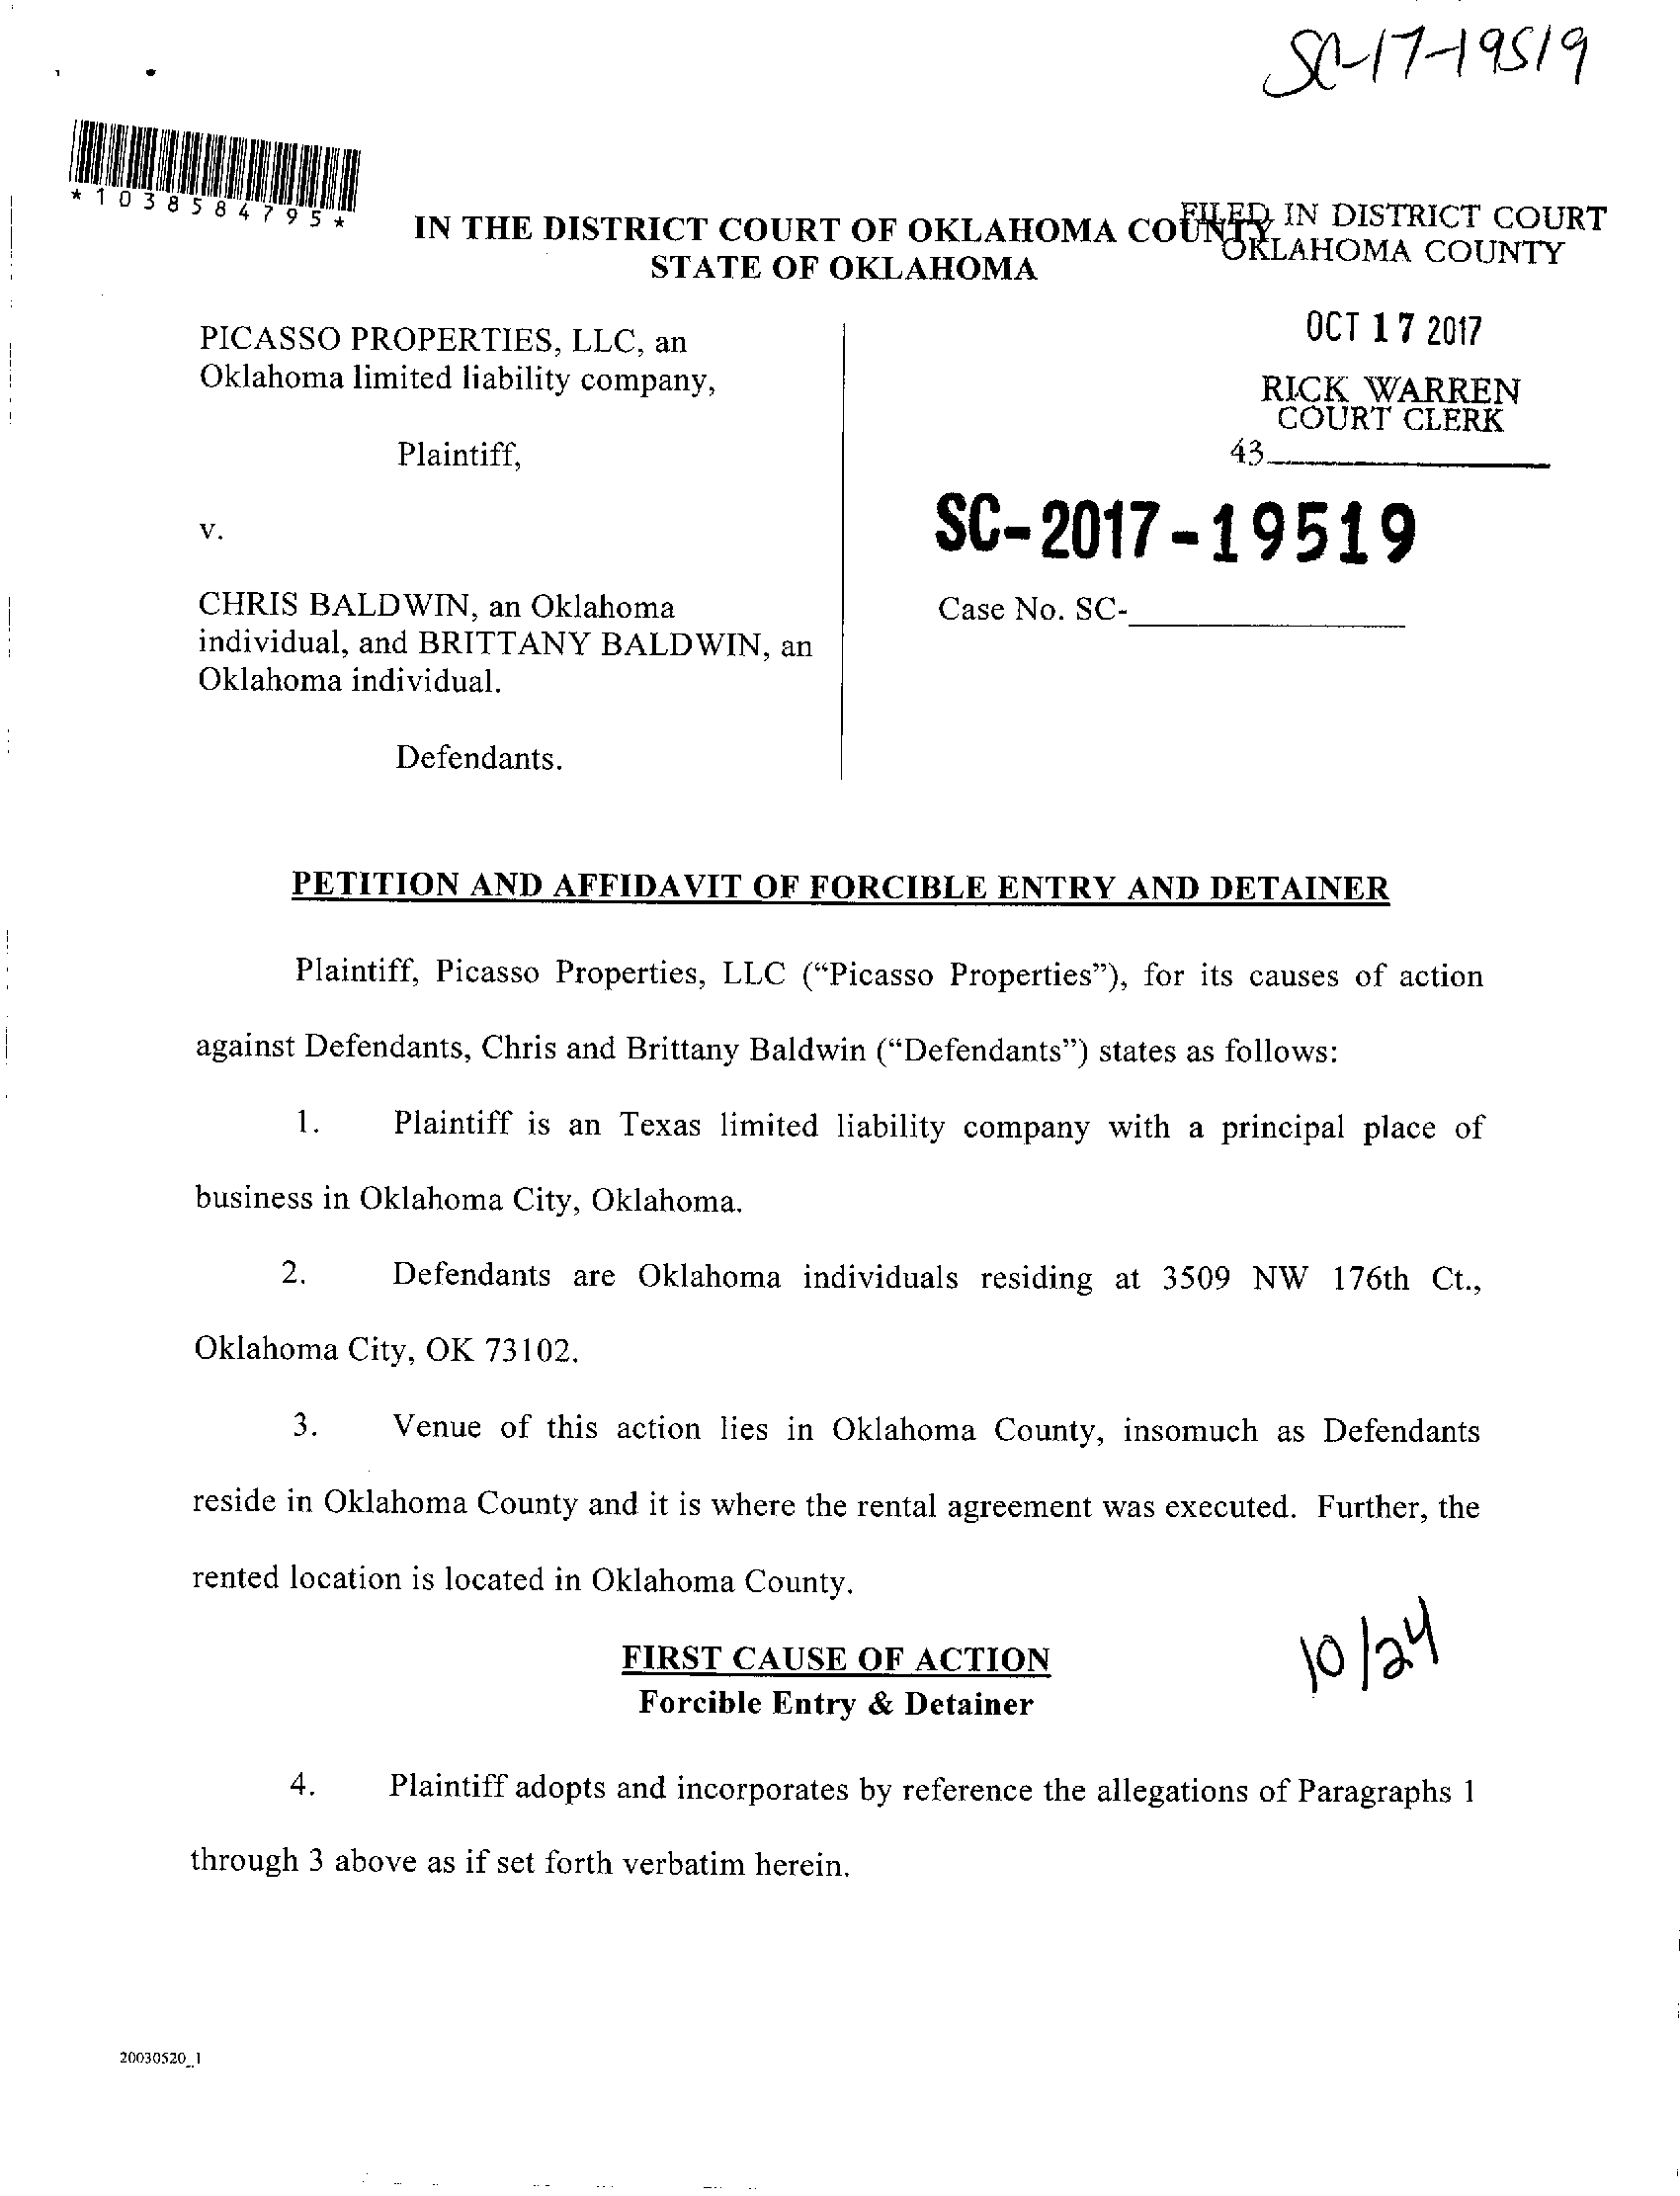 SC-17-19519
*1038584795*
IN THE DISTRICT COURT OF OKLAHOMA COUNTY
STATE OF OKLAHOMA
FILED IN DISTRICT COURT
OKLAHOMA COUNTY
OCT 17 2017
RICK WARREN
COURT CLERK
43
PICASSO PROPERTIES, LLC, an
Oklahoma limited liability company,
Plaintiff,
v.
CHRIS BALDWIN, an Oklahoma
individual, and BRITTANY BALDWIN, an
Oklahoma individual.
Defendants.
SC-2017-19519
Case No. SC-
PETITION AND AFFIDAVIT OF FORCIBLE ENTRY AND DETAINER
Plaintiff, Picasso Properties, LLC (“Picasso Properties”), for its causes of action
against Defendants, Chris and Brittany Baldwin (“Defendants”) states as follows:
1. Plaintiff is an Texas limited liability company with a principal place of
business in Oklahoma City, Oklahoma.
2. Defendants are Oklahoma individuals residing at 3509 NW 176th Ct.,
Oklahoma City, OK 73102.
3. Venue of this action lies in Oklahoma County, insomuch as Defendants
reside in Oklahoma County and it is where the rental agreement was executed. Further, the
rented location is located in Oklahoma County.
FIRST CAUSE OF ACTION
Forcible Entry & Detainer
10/24
4. Plaintiff adopts and incorporates by reference the allegations of Paragraphs 1
through 3 above as if set forth verbatim herein.
20030520_1